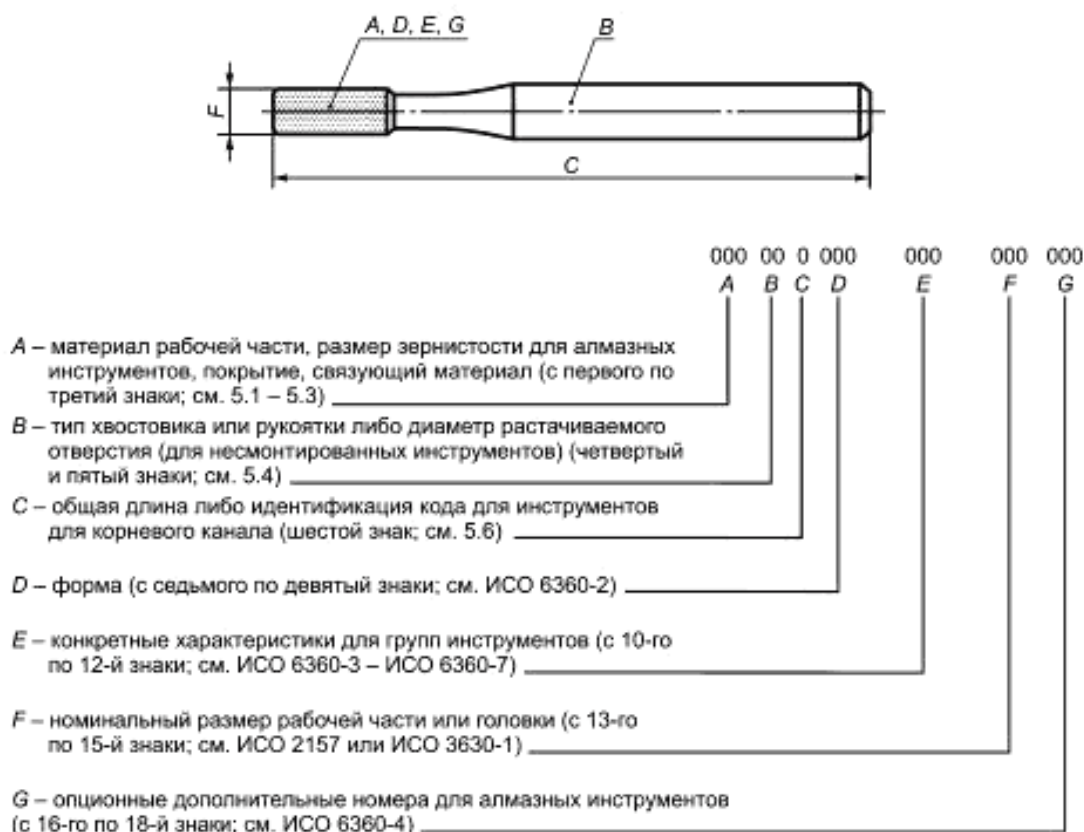 A, D, E, G
B
F
C
000 00 0 000 000 000 000
A B C D E F G
A – материал рабочей части, размер зернистости для алмазных
инструментов, покрытие, связующий материал (с первого по
третий знаки; см. 5.1 – 5.3)
B – тип хвостовика или рукоятки либо диаметр растачиваемого
отверстия (для несмонтированных инструментов) (четвертый
и пятый знаки; см. 5.4)
C – общая длина либо идентификация кода для инструментов
для корневого канала (шестой знак; см. 5.6)
D – форма (с седьмого по девятый знаки; см. ИСО 6360-2)
E – конкретные характеристики для групп инструментов (с 10-го
по 12-й знаки; см. ИСО 6360-3 – ИСО 6360-7)
F – номинальный размер рабочей части или головки (с 13-го
по 15-й знаки; см. ИСО 2157 или ИСО 3630-1)
G – опционные дополнительные номера для алмазных инструментов
(с 16-го по 18-й знаки; см. ИСО 6360-4)